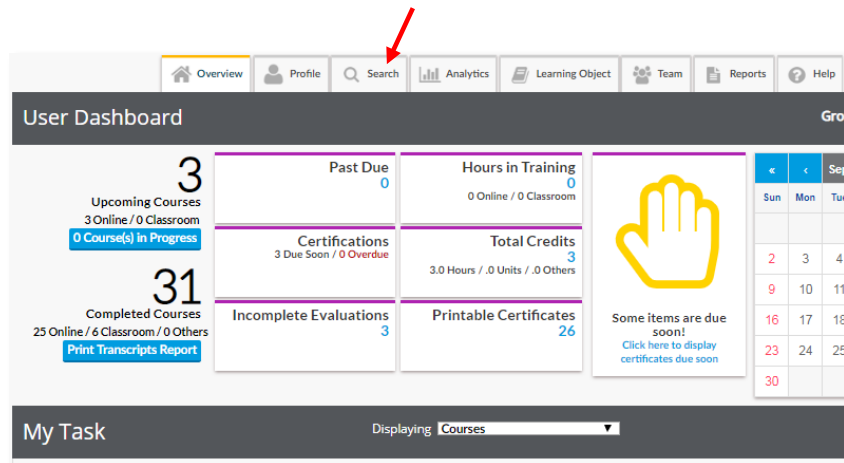 Overview Profile Search Analytics Learning Object Team Reports Help
User Dashboard
3
Upcoming Courses
3 Online / 0 Classroom
0 Course(s) in Progress
31
Completed Courses
25 Online / 6 Classroom / 0 Others
Print Transcripts Report
Past Due
0
Hours in Training
0
0 Online / 0 Classroom
Certifications
3 Due Soon / 0 Overdue
Total Credits
3
3.0 Hours / .0 Units / .0 Others
Incomplete Evaluations
3
Printable Certificates
26
Some items are due
soon!
Click here to display
certificates due soon
Gro
« ‹ Sep
Sun Mon Tue
2 3 4
9 10 11
16 17 18
23 24 25
30
My Task
Displaying Courses